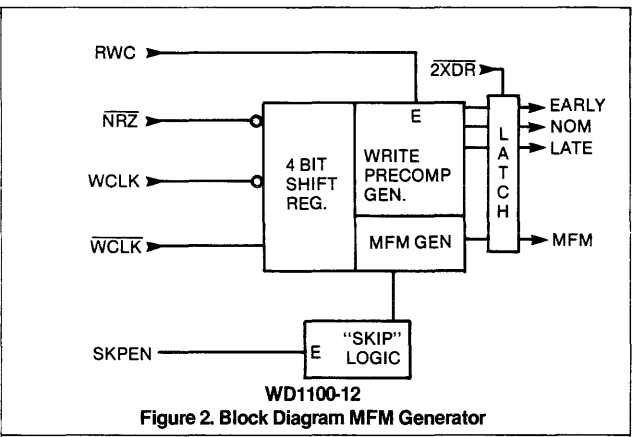 RWC
2XDR
NRZ
WCLK
WCLK
SKPEN
4 BIT
SHIFT
REG.
E
WRITE
PRECOMP
GEN.
MFM GEN
LATCH
EARLY
NOM
LATE
MFM
E
"SKIP"
LOGIC
WD1100-12
Figure 2. Block Diagram MFM Generator